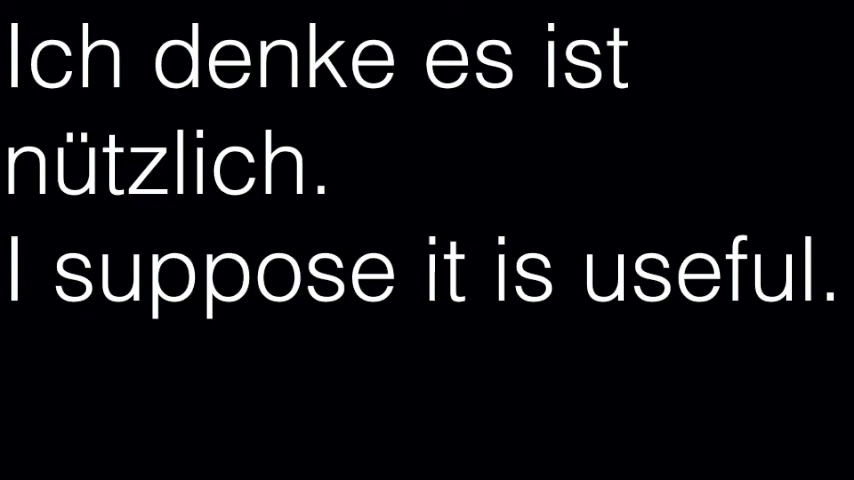 Ich denke es ist
nützlich.
I suppose it is useful.